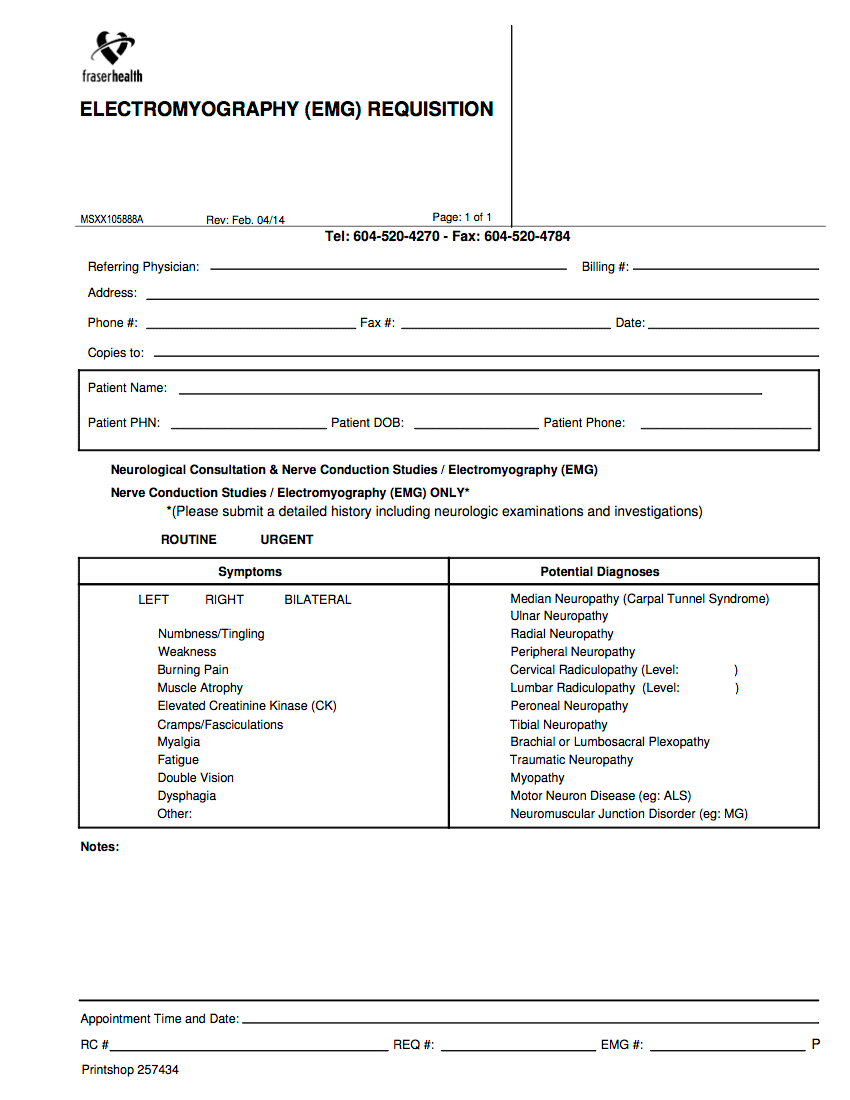 fraserhealth
ELECTROMYOGRAPHY (EMG) REQUISITION
MSXX105888A Rev: Feb. 04/14 Page: 1 of 1
Tel: 604-520-4270 - Fax: 604-520-4784
Referring Physician: Billing #:
Address:
Phone #: Fax #: Date:
Copies to:
Patient Name:
Patient PHN: Patient DOB: Patient Phone:
Neurological Consultation & Nerve Conduction Studies / Electromyography (EMG)
Nerve Conduction Studies / Electromyography (EMG) ONLY*
*(Please submit a detailed history including neurologic examinations and investigations)
ROUTINE URGENT
Symptoms
LEFT RIGHT BILATERAL
Numbness/Tingling
Weakness
Burning Pain
Muscle Atrophy
Elevated Creatinine Kinase (CK)
Cramps/Fasciculations
Myalgia
Fatigue
Double Vision
Dysphagia
Other:
Potential Diagnoses
Median Neuropathy (Carpal Tunnel Syndrome)
Ulnar Neuropathy
Radial Neuropathy
Peripheral Neuropathy
Cervical Radiculopathy (Level: )
Lumbar Radiculopathy (Level: )
Peroneal Neuropathy
Tibial Neuropathy
Brachial or Lumbosacral Plexopathy
Traumatic Neuropathy
Myopathy
Motor Neuron Disease (eg: ALS)
Neuromuscular Junction Disorder (eg: MG)
Notes:
Appointment Time and Date:
RC # REQ #: EMG #: P
Printshop 257434